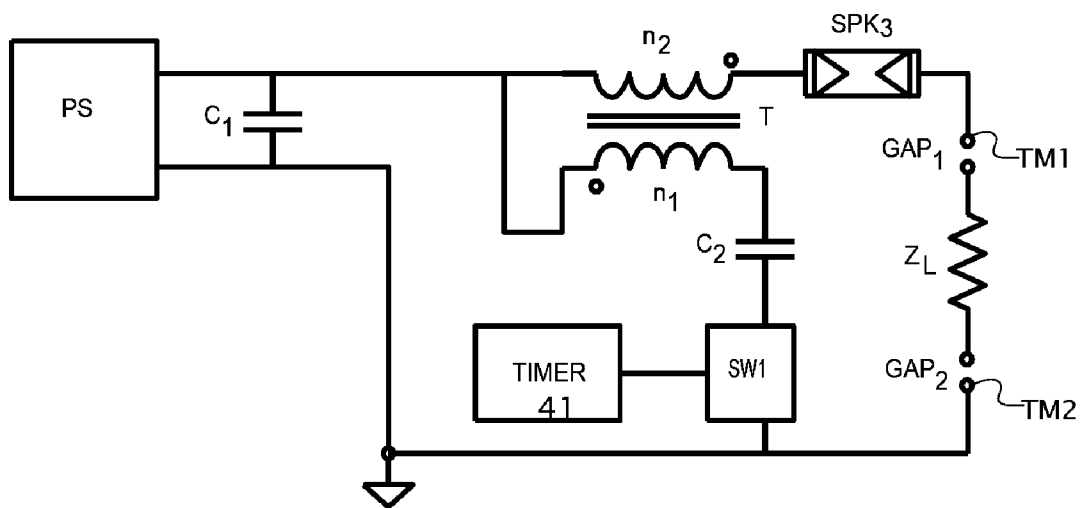 SPK3
n2
PS
C1
T
GAP1
TM1
n1
C2
ZL
TIMER
41
SW1
GAP2
TM2